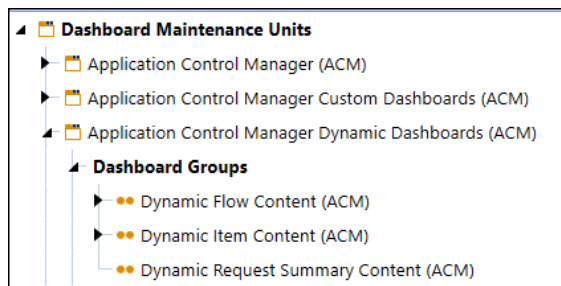 Dashboard Maintenance Units
Application Control Manager (ACM)
Application Control Manager Custom Dashboards (ACM)
Application Control Manager Dynamic Dashboards (ACM)
Dashboard Groups
Dynamic Flow Content (ACM)
Dynamic Item Content (ACM)
Dynamic Request Summary Content (ACM)